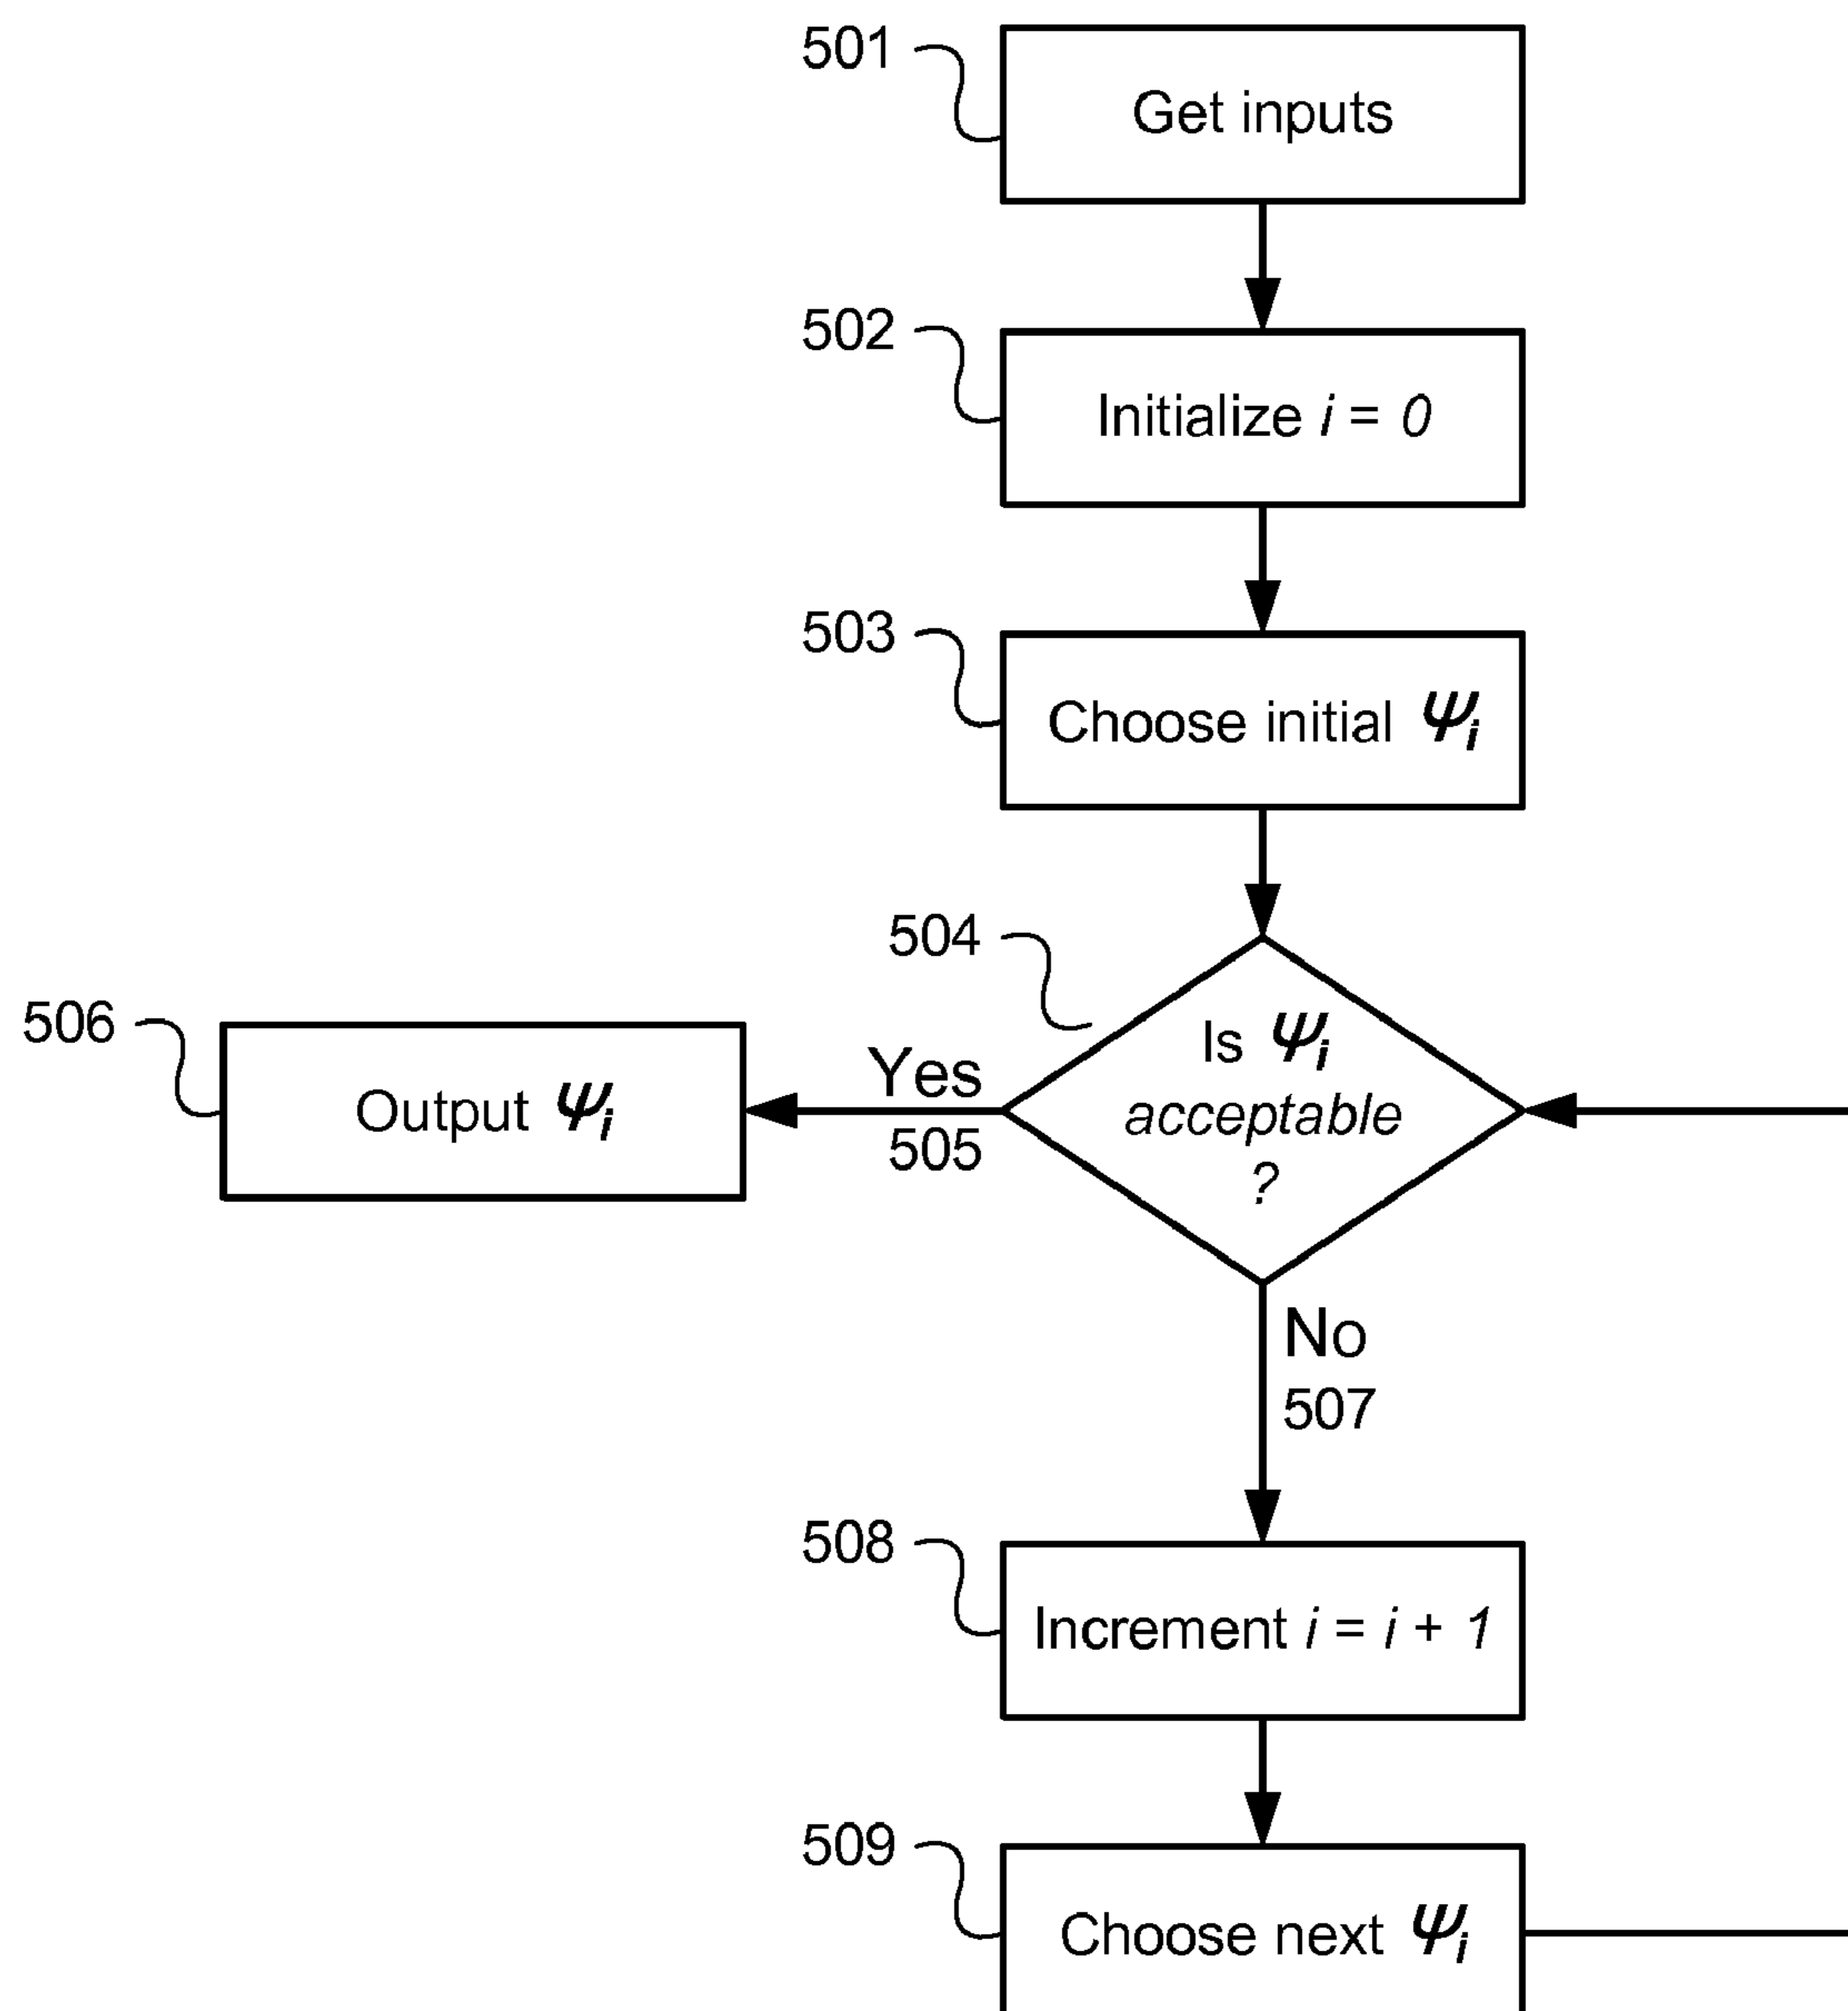 501
Get inputs
502
Initialize i = 0
503
Choose initial Ψi
504
Is Ψi
acceptable
?
Yes
505
506
Output Ψi
No
507
508
Increment i = i + 1
509
Choose next Ψi